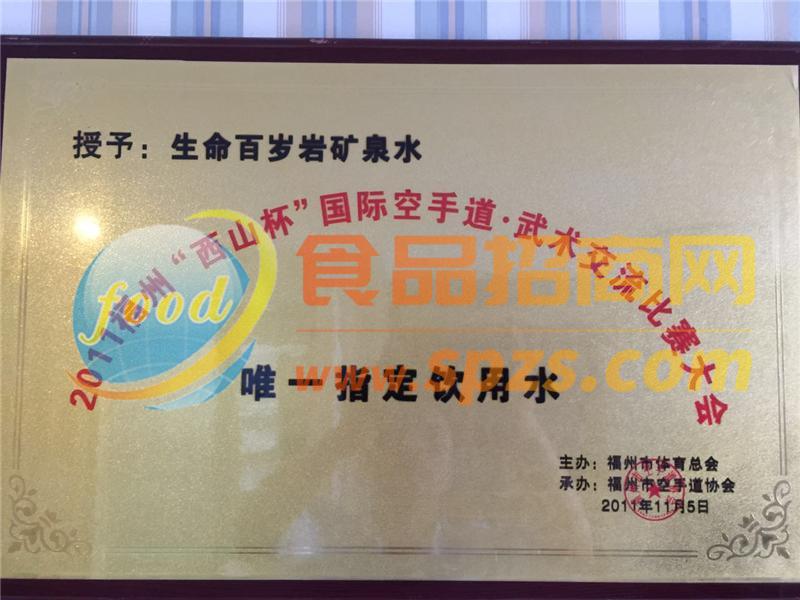 授予：生命百岁岩矿泉水
2011福州“西山杯”国际空手道·武术交流比赛大会
food
食品招商网
www.spzs.com
唯一指定饮用水
主办：福州市体育总会
承办：福州市空手道协会
2011年11月5日